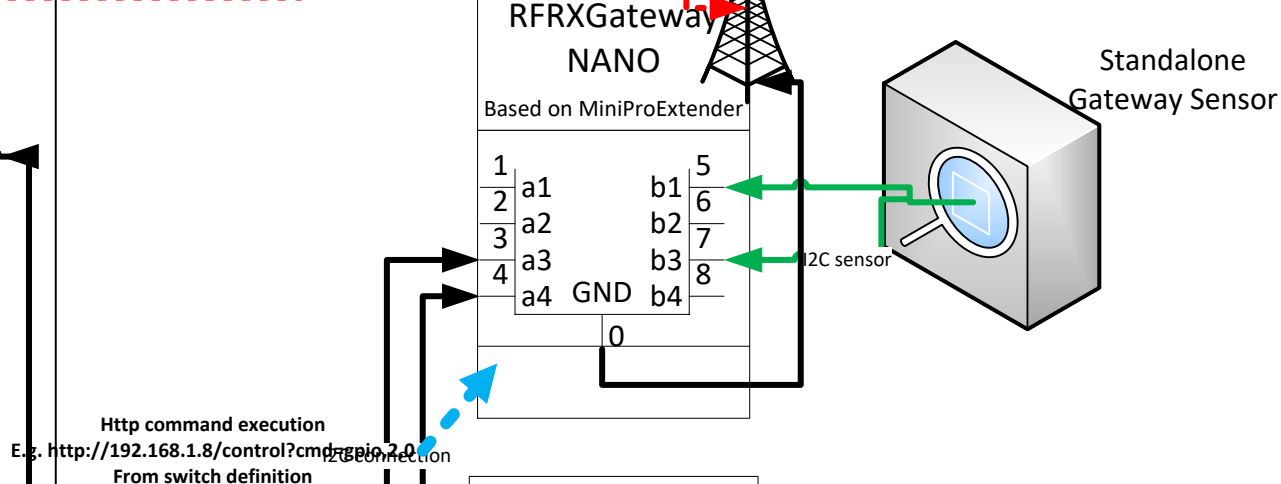 RFRXGateway
NANO
Based on MiniProExtender
Standalone
Gateway Sensor
1
a1
2
a2
3
a3
4
a4
GND
0
5
b1
6
b2
7
b3
8
b4
I2C sensor
Http command execution
E.g. http://192.168.1.8/control?cmd=gpio,2,0
I2C connection
From switch definition